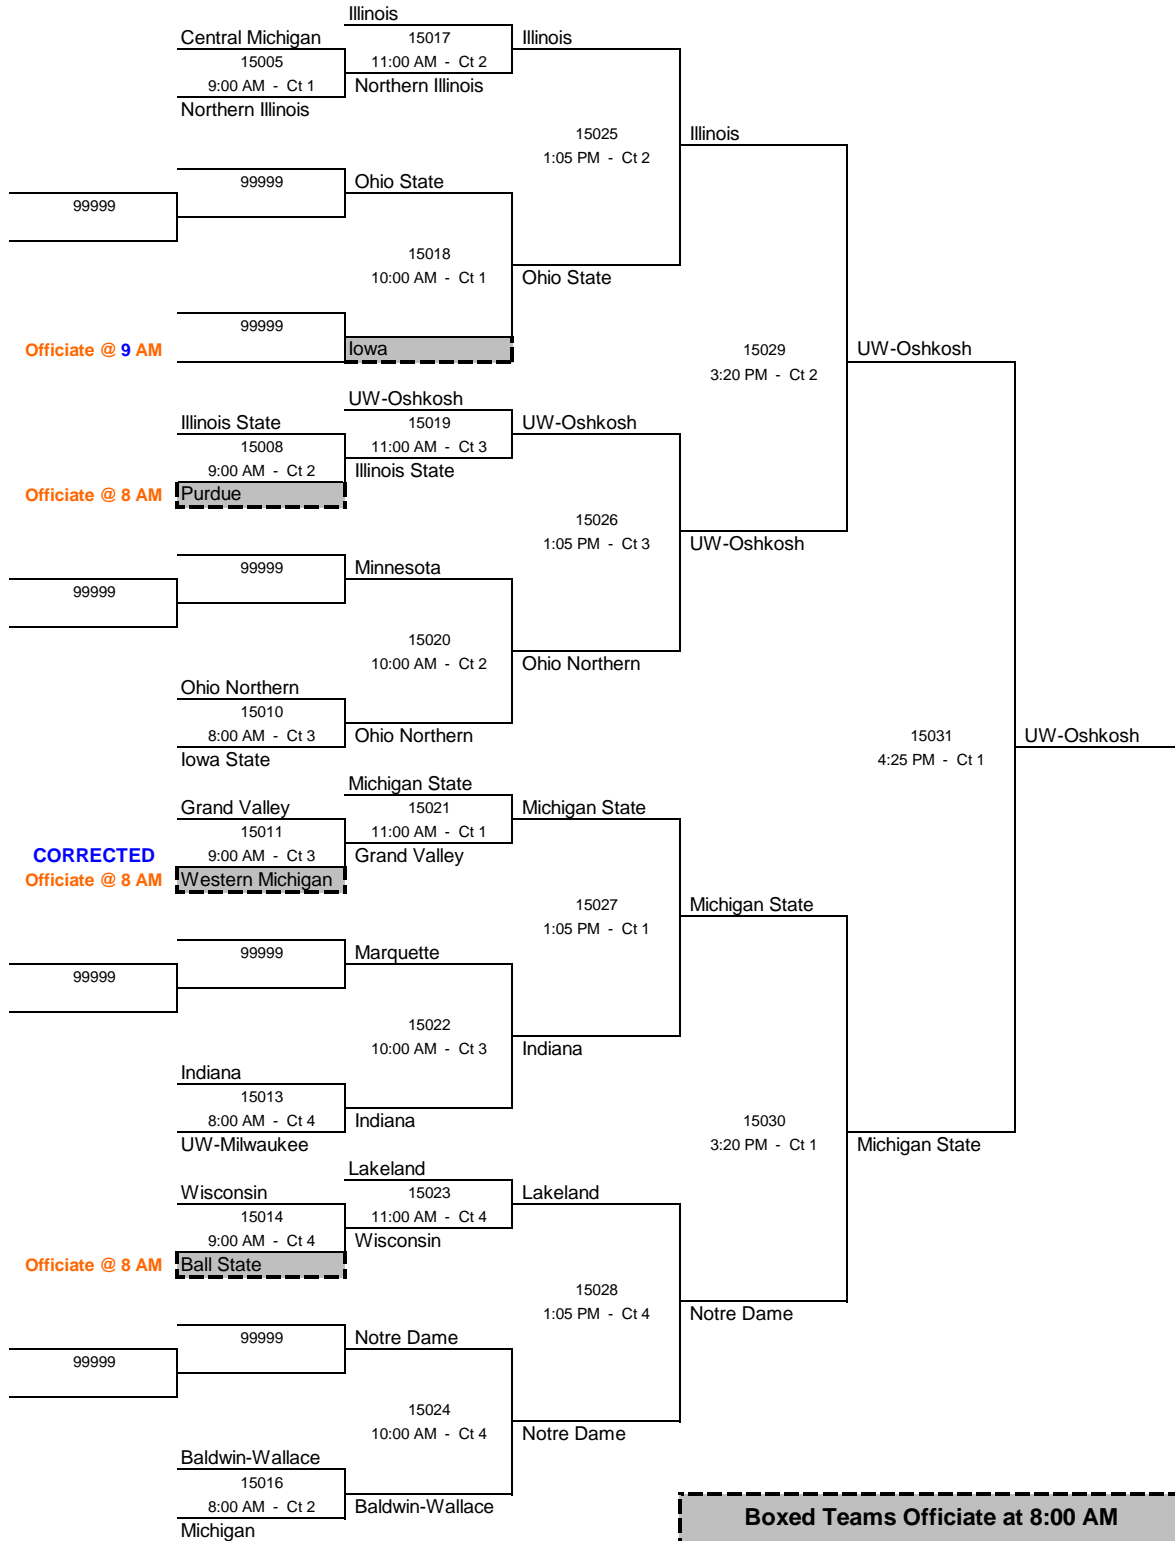 Illinois
Central Michigan
15017
Illinois
15005
11:00 AM - Ct 2
9:00 AM - Ct 1
Northern Illinois
Northern Illinois
15025
Illinois
1:05 PM - Ct 2
99999
Ohio State
99999
15018
10:00 AM - Ct 1
Ohio State
99999
Officiate @ 9 AM
Iowa
15029
UW-Oshkosh
3:20 PM - Ct 2
UW-Oshkosh
Illinois State
15019
UW-Oshkosh
15008
11:00 AM - Ct 3
9:00 AM - Ct 2
Illinois State
Officiate @ 8 AM
Purdue
15026
1:05 PM - Ct 3
UW-Oshkosh
99999
Minnesota
99999
15020
10:00 AM - Ct 2
Ohio Northern
Ohio Northern
15010
8:00 AM - Ct 3
Ohio Northern
Iowa State
15031
UW-Oshkosh
4:25 PM - Ct 1
Michigan State
Grand Valley
15021
Michigan State
15011
11:00 AM - Ct 1
CORRECTED
9:00 AM - Ct 3
Grand Valley
Officiate @ 8 AM
Western Michigan
15027
Michigan State
1:05 PM - Ct 1
99999
Marquette
99999
15022
10:00 AM - Ct 3
Indiana
Indiana
15013
8:00 AM - Ct 4
Indiana
UW-Milwaukee
15030
3:20 PM - Ct 1
Michigan State
Lakeland
Wisconsin
15023
Lakeland
15014
11:00 AM - Ct 4
9:00 AM - Ct 4
Wisconsin
Officiate @ 8 AM
Ball State
15028
1:05 PM - Ct 4
Notre Dame
99999
Notre Dame
99999
15024
10:00 AM - Ct 4
Notre Dame
Baldwin-Wallace
15016
8:00 AM - Ct 2
Baldwin-Wallace
Michigan
Boxed Teams Officiate at 8:00 AM